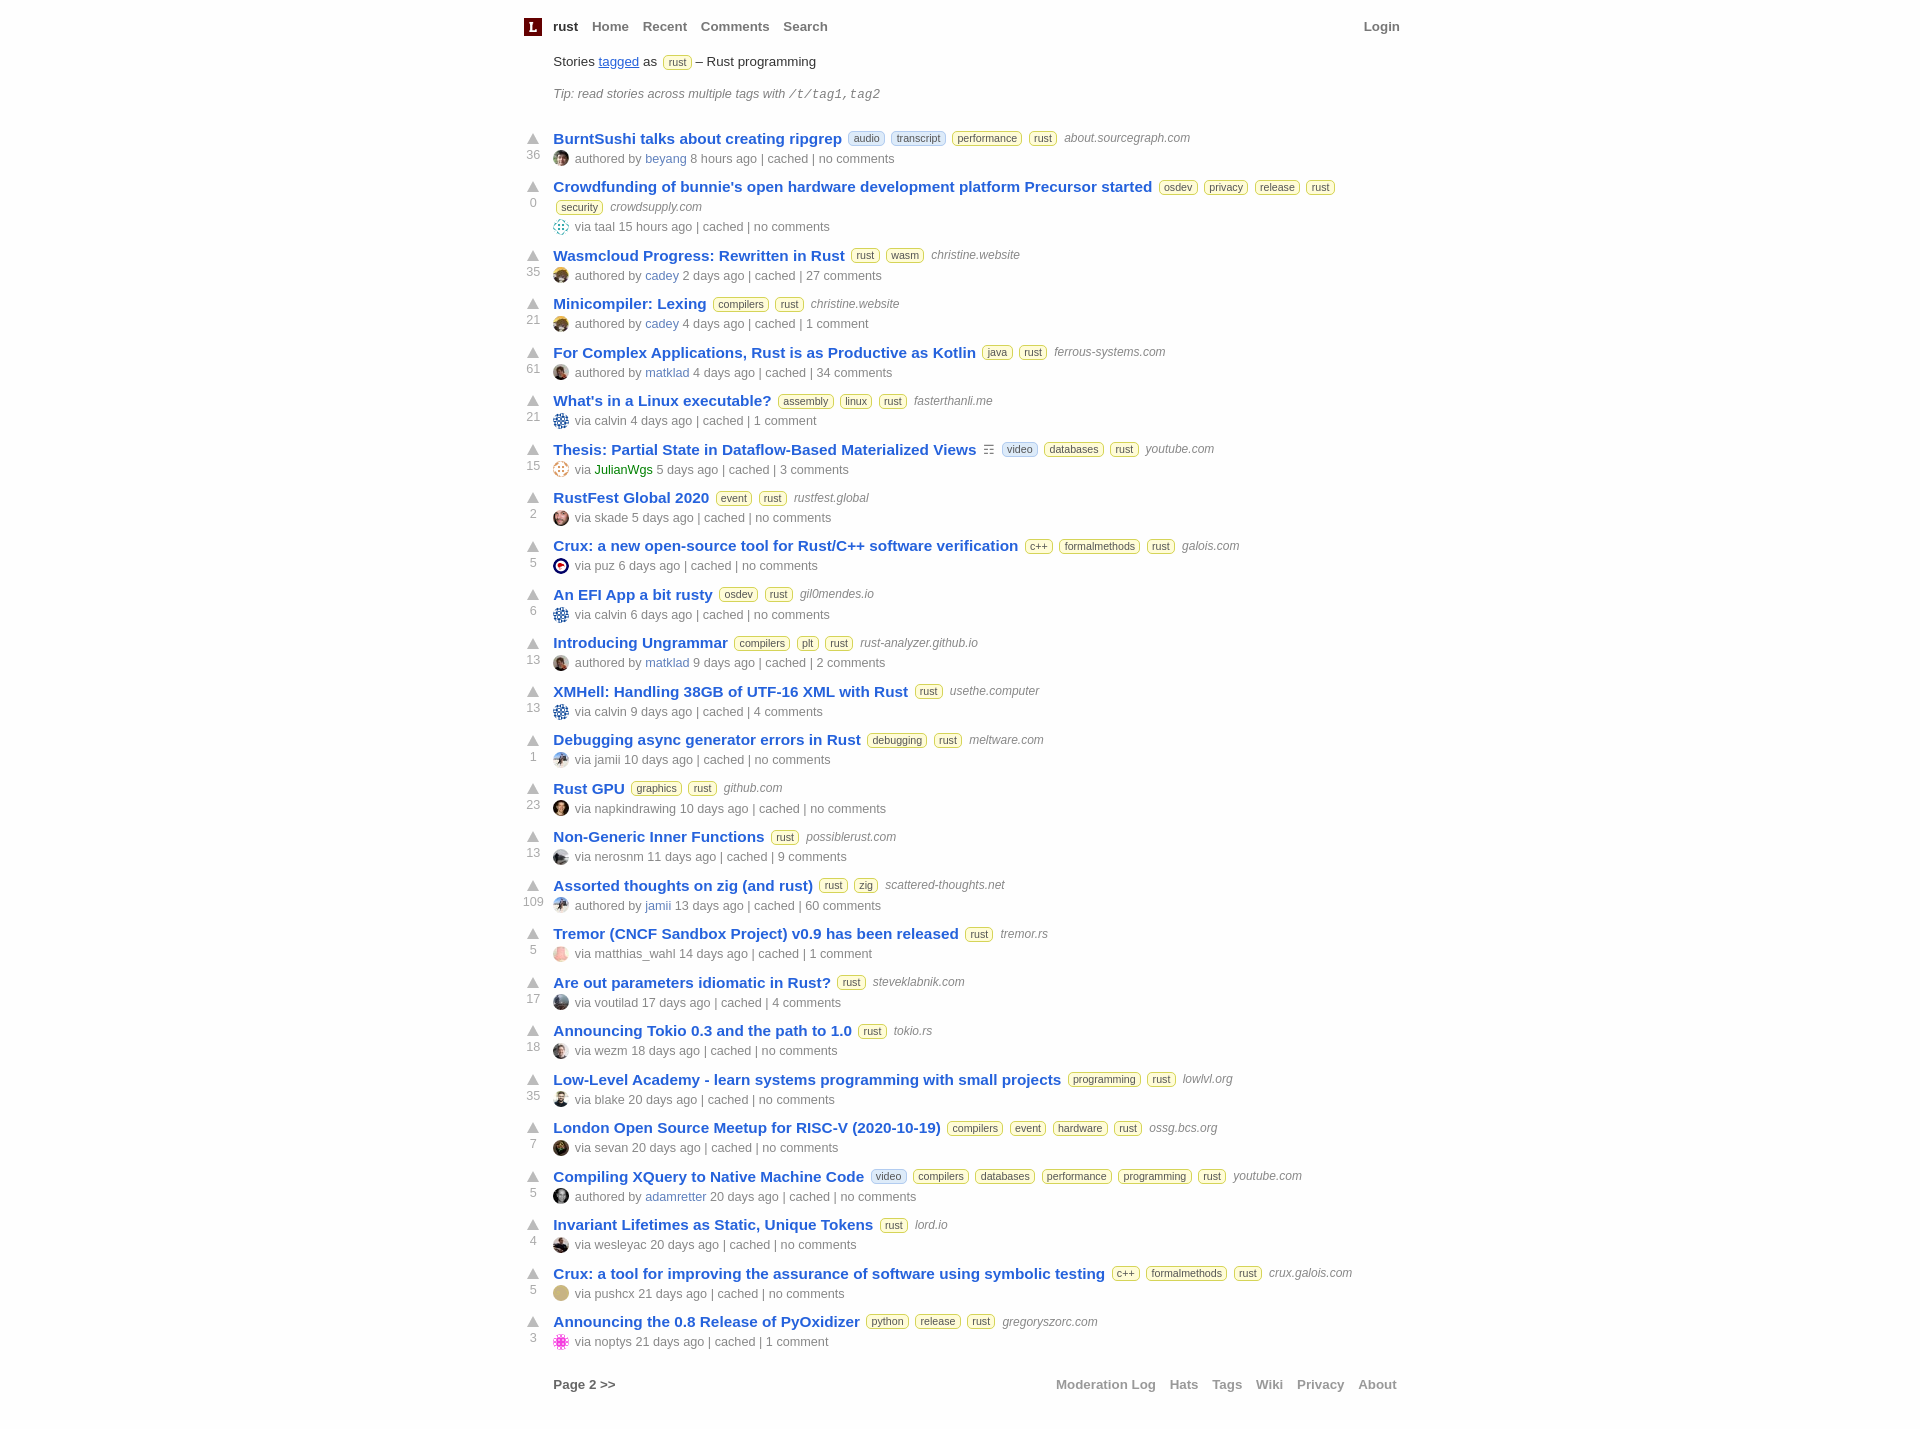 L rust Home Recent Comments Search Login
Stories tagged as rust – Rust programming
Tip: read stories across multiple tags with /t/tag1,tag2
BurntSushi talks about creating ripgrep audio transcript performance rust about.sourcegraph.com
36 authored by beyang 8 hours ago | cached | no comments
Crowdfunding of bunnie's open hardware development platform Precursor started osdev privacy release rust
0 security crowdsupply.com
via taal 15 hours ago | cached | no comments
Wasmcloud Progress: Rewritten in Rust rust wasm christine.website
35 authored by cadey 2 days ago | cached | 27 comments
Minicompiler: Lexing compilers rust christine.website
21 authored by cadey 4 days ago | cached | 1 comment
For Complex Applications, Rust is as Productive as Kotlin java rust ferrous-systems.com
61 authored by matklad 4 days ago | cached | 34 comments
What's in a Linux executable? assembly linux rust fasterthanli.me
21 via calvin 4 days ago | cached | 1 comment
Thesis: Partial State in Dataflow-Based Materialized Views ☶ video databases rust youtube.com
15 via JulianWgs 5 days ago | cached | 3 comments
RustFest Global 2020 event rust rustfest.global
2 via skade 5 days ago | cached | no comments
Crux: a new open-source tool for Rust/C++ software verification c++ formalmethods rust galois.com
5 via puz 6 days ago | cached | no comments
An EFI App a bit rusty osdev rust gil0mendes.io
6 via calvin 6 days ago | cached | no comments
Introducing Ungrammar compilers plt rust rust-analyzer.github.io
13 authored by matklad 9 days ago | cached | 2 comments
XMHell: Handling 38GB of UTF-16 XML with Rust rust usethe.computer
13 via calvin 9 days ago | cached | 4 comments
Debugging async generator errors in Rust debugging rust meltware.com
1 via jamii 10 days ago | cached | no comments
Rust GPU graphics rust github.com
23 via napkindrawing 10 days ago | cached | no comments
Non-Generic Inner Functions rust possiblerust.com
13 via nerosnm 11 days ago | cached | 9 comments
Assorted thoughts on zig (and rust) rust zig scattered-thoughts.net
109 authored by jamii 13 days ago | cached | 60 comments
Tremor (CNCF Sandbox Project) v0.9 has been released rust tremor.rs
5 via matthias_wahl 14 days ago | cached | 1 comment
Are out parameters idiomatic in Rust? rust steveklabnik.com
17 via voutilad 17 days ago | cached | 4 comments
Announcing Tokio 0.3 and the path to 1.0 rust tokio.rs
18 via wezm 18 days ago | cached | no comments
Low-Level Academy - learn systems programming with small projects programming rust lowlvl.org
35 via blake 20 days ago | cached | no comments
London Open Source Meetup for RISC-V (2020-10-19) compilers event hardware rust ossg.bcs.org
7 via sevan 20 days ago | cached | no comments
Compiling XQuery to Native Machine Code video compilers databases performance programming rust youtube.com
5 authored by adamretter 20 days ago | cached | no comments
Invariant Lifetimes as Static, Unique Tokens rust lord.io
4 via wesleyac 20 days ago | cached | no comments
Crux: a tool for improving the assurance of software using symbolic testing c++ formalmethods rust crux.galois.com
5 via pushcx 21 days ago | cached | no comments
Announcing the 0.8 Release of PyOxidizer python release rust gregoryszorc.com
3 via noptys 21 days ago | cached | 1 comment
Page 2 >> Moderation Log Hats Tags Wiki Privacy About